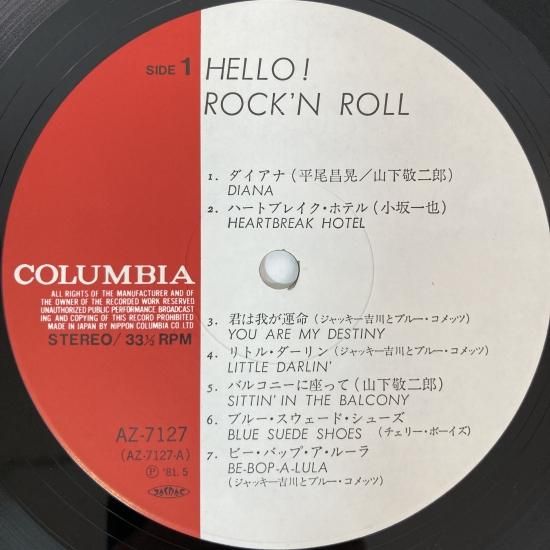 SIDE 1
HELLO!
ROCK'N ROLL
1. ダイアナ(平尾昌晃/山下敬二郎)
DIANA
2. ハートブレイク・ホテル(小坂一也)
HEARTBREAK HOTEL
COLUMBIA
ALL RIGHTS OF THE MANUFACTURER AND OF
THE OWNER OF THE RECORDED WORK RESERVED
UNAUTHORIZED PUBLIC PERFORMANCE BROADCAST
ING AND COPYING OF THIS RECORD PROHIBITED
MADE IN JAPAN BY NIPPON COLUMBIA CO. LTD
STEREO/33⅓ RPM
3. 君は我が運命(ジャッキー吉川とブルー・コメッツ)
YOU ARE MY DESTINY
4. リトル・ダーリン(ジャッキー吉川とブルー・コメッツ)
LITTLE DARLIN'
5. バルコニーに座って(山下敬二郎)
SITTIN' IN THE BALCONY
6. ブルー・スウェード・シューズ
BLUE SUEDE SHOES (チェリー・ボーイズ)
7. ビー・バップ・ア・ルーラ
BE-BOP-A-LULA
(ジャッキー吉川とブルー・コメッツ)
AZ-7127
(AZ-7127-A)
Ⓟ '81.5
JASRAC